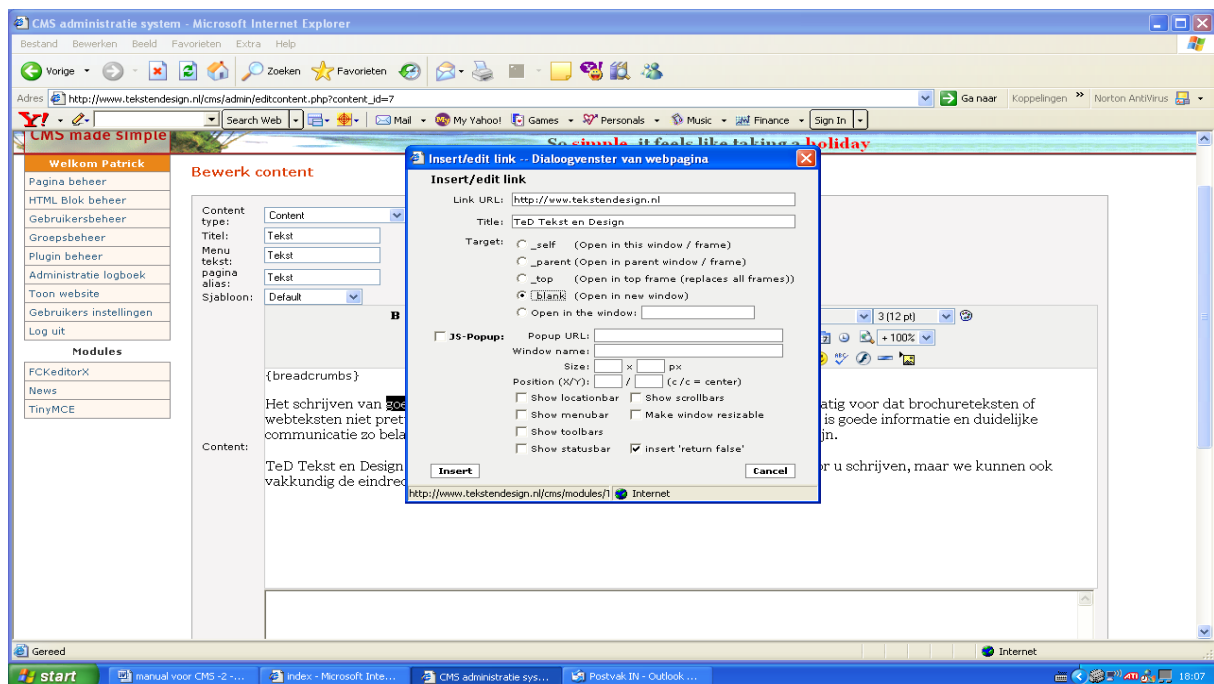 CMS administratie system - Microsoft Internet Explorer
Bestand Bewerken Beeld Favorieten Extra Help
Vorige Zoeken Favorieten
Adres http://www.tekstendesign.nl/cms/admin/editcontent.php?content_id=7 Ga naar Koppelingen » Norton AntiVirus
Y! Search Web Mail My Yahoo! Games Personals Music Finance Sign In
CMS made simple So simple, it feels like taking a holiday
Welkom Patrick
Pagina beheer
HTML Blok beheer
Gebruikersbeheer
Groepsbeheer
Plugin beheer
Administratie logboek
Toon website
Gebruikers instellingen
Log uit
Modules
FCKeditorX
News
TinyMCE
Bewerk content
Content type: Content
Titel: Tekst
Menu tekst: Tekst
pagina alias: Tekst
Sjabloon: Default
B 3 (12 pt)
+ 100%
Content:
{breadcrumbs}
Het schrijven van goe atig voor dat brochureteksten of
webteksten niet pret is goede informatie en duidelijke
communicatie zo bela jn.
TeD Tekst en Design or u schrijven, maar we kunnen ook
vakkundig de eindred
Insert/edit link -- Dialoogvenster van webpagina
Insert/edit link
Link URL: http://www.tekstendesign.nl
Title: TeD Tekst en Design
Target: _self (Open in this window / frame)
_parent (Open in parent window / frame)
_top (Open in top frame (replaces all frames))
_blank (Open in new window)
Open in the window:
JS-Popup: Popup URL:
Window name:
Size: x px
Position (X/Y): / (c/c = center)
Show locationbar Show scrollbars
Show menubar Make window resizable
Show toolbars
Show statusbar insert 'return false'
Insert Cancel
http://www.tekstendesign.nl/cms/modules/T Internet
Gereed Internet
start manual voor CMS -2 -... index - Microsoft Inte... CMS administratie sys... Postvak IN - Outlook ... 18:07